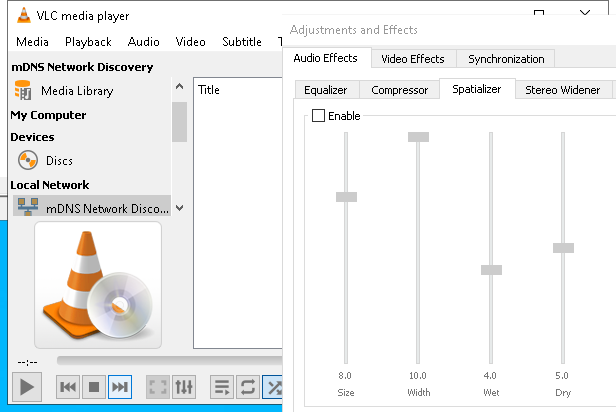 VLC media player
Media Playback Audio Video Subtitle
Adjustments and Effects
mDNS Network Discovery
Media Library
My Computer
Devices
Discs
Local Network
mDNS Network Disco...
Title
Audio Effects Video Effects Synchronization
Equalizer Compressor Spatializer Stereo Widener
Enable
8.0 10.0 4.0 5.0
Size Width Wet Dry
--:--